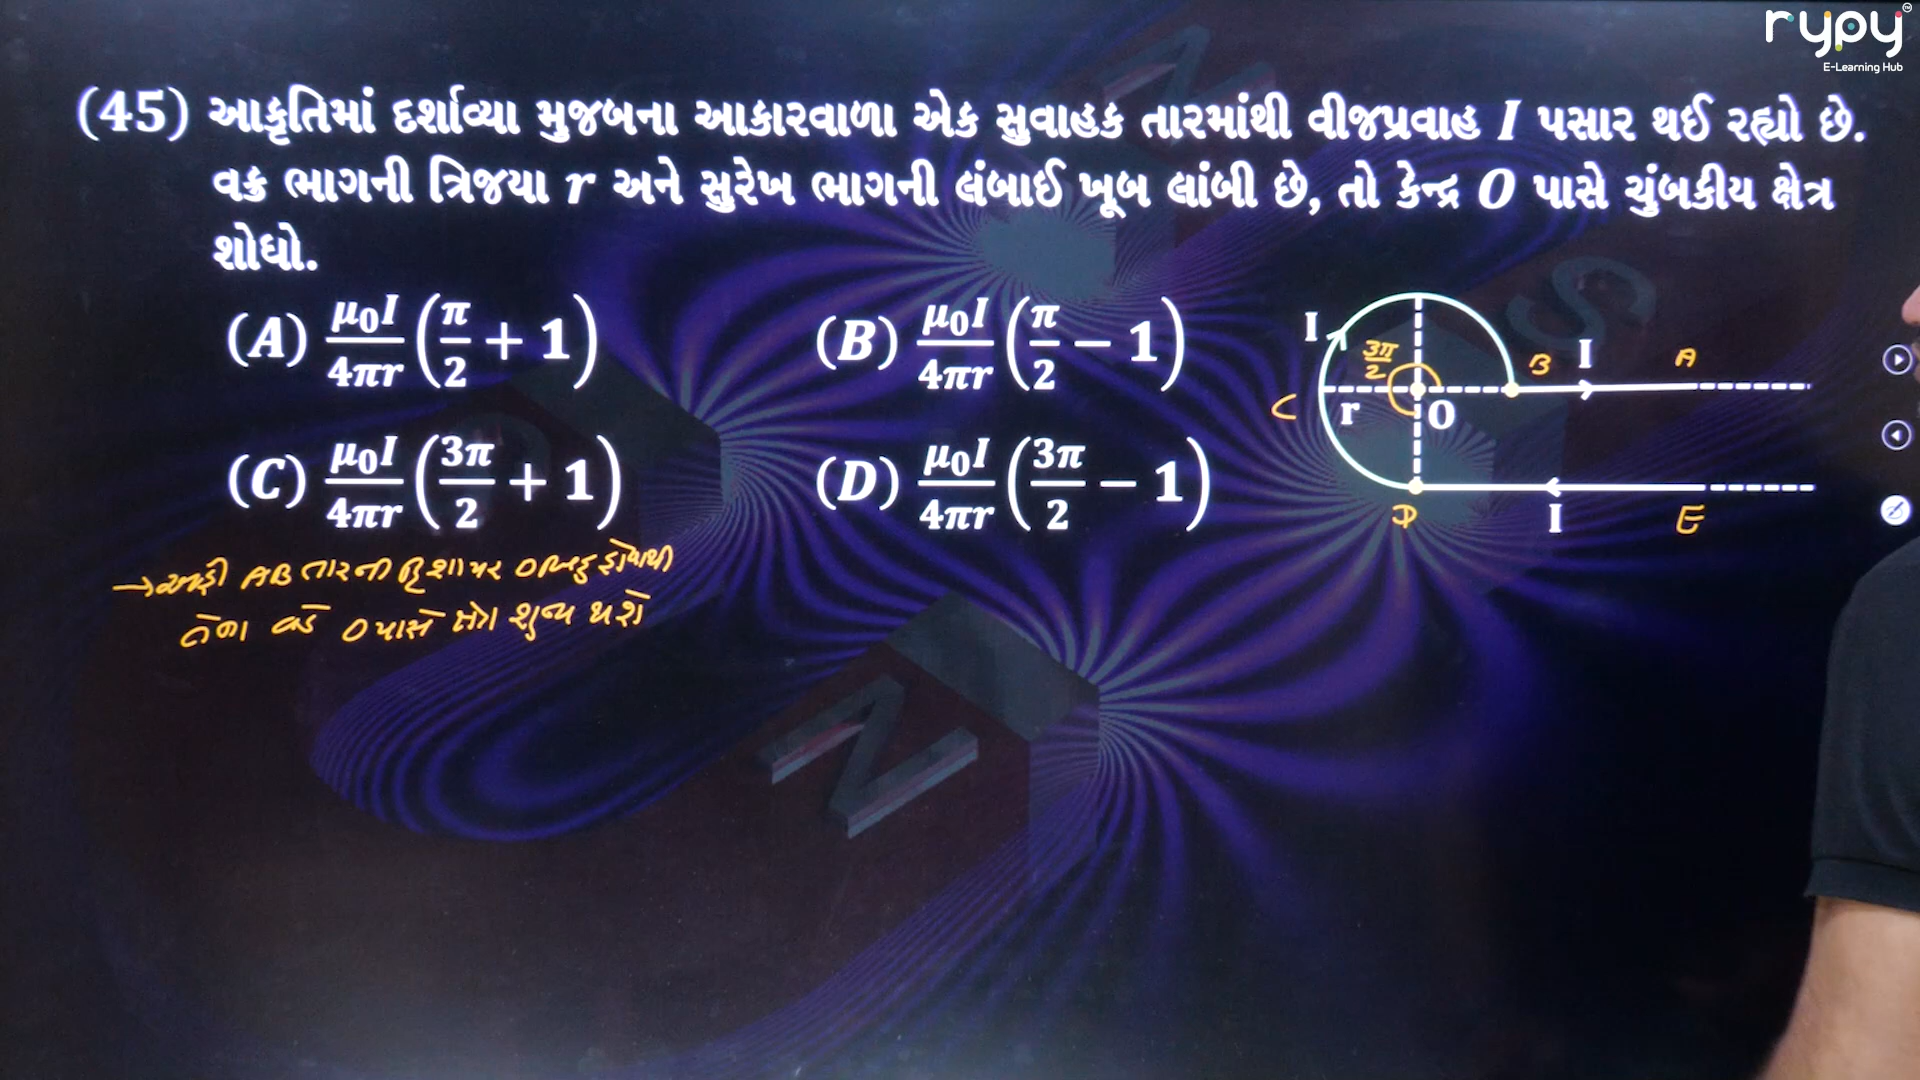 rypy
E-Learning Hub
(45) આકૃતિમાં દર્શાવ્યા મુજબના આકારવાળા એક સુવાહક તારમાંથી વીજપ્રવાહ I પસાર થઈ રહ્યો છે.
વક્ર ભાગની ત્રિજ્યા r અને સુરેખ ભાગની લંબાઈ ખૂબ લાંબી છે, તો કેન્દ્ર O પાસે ચુંબકીય ક્ષેત્ર
શોધો.
(A) μ₀I/4πr (π/2 + 1) (B) μ₀I/4πr (π/2 − 1)
(C) μ₀I/4πr (3π/2 + 1) (D) μ₀I/4πr (3π/2 − 1)
I 3π/2 B I A
C r O
D I E
→ અહીં AB તારની દિશા પર O બિંદુ હોવાથી
તેના વડે O પાસે ક્ષેત્ર શુન્ય થશે